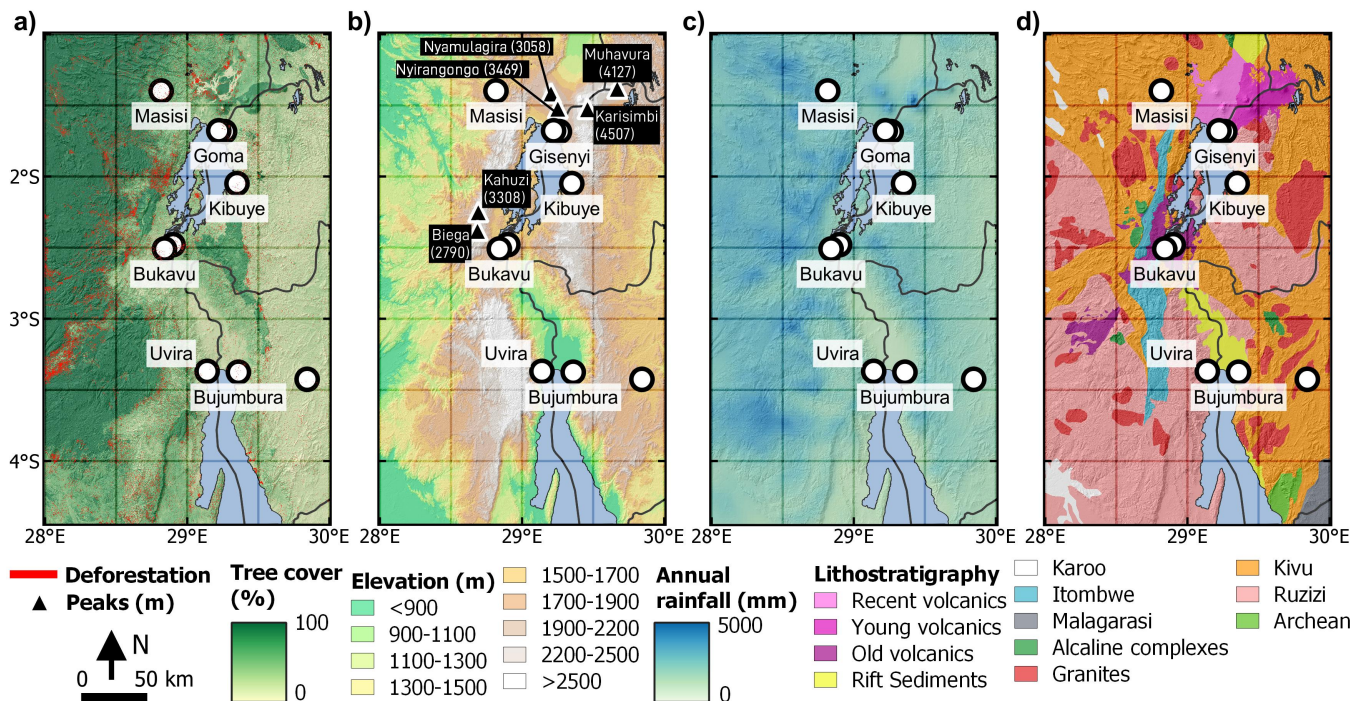 a)
b)
c)
d)
Masisi
Goma
2°S
Kibuye
Bukavu
3°S
Uvira
Bujumbura
4°S
28°E
29°E
30°E
Nyamulagira (3058)
Nyirangongo (3469)
Muhavura
(4127)
Masisi
Karisimbi
(4507)
Gisenyi
Kahuzi
(3308)
Kibuye
Biega
(2790)
Bukavu
Uvira
Bujumbura
29°E
30°E
Masisi
Goma
Kibuye
Bukavu
Uvira
Bujumbura
29°E
28°E
Masisi
Gisenyi
Kibuye
Bukavu
Uvira
Bujumbura
29°E
30°E
Deforestation
Peaks (m)
N
0 50 km
Tree cover
(%)
100
0
Elevation (m)
<900
900-1100
1100-1300
1300-1500
1500-1700
1700-1900
1900-2200
2200-2500
>2500
Annual
rainfall (mm)
5000
0
Lithostratigraphy
Recent volcanics
Young volcanics
Old volcanics
Rift Sediments
Karoo
Itombwe
Malagarasi
Alcaline complexes
Granites
Kivu
Ruzizi
Archean